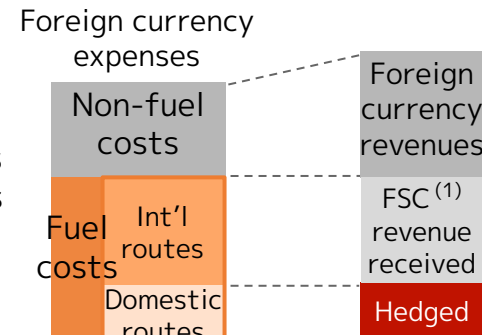 Foreign currency
expenses
Non-fuel
costs
Fuel
costs
Int'l
routes
Domestic
routes
Foreign
currency
revenues
FSC (1)
revenue
received
Hedged